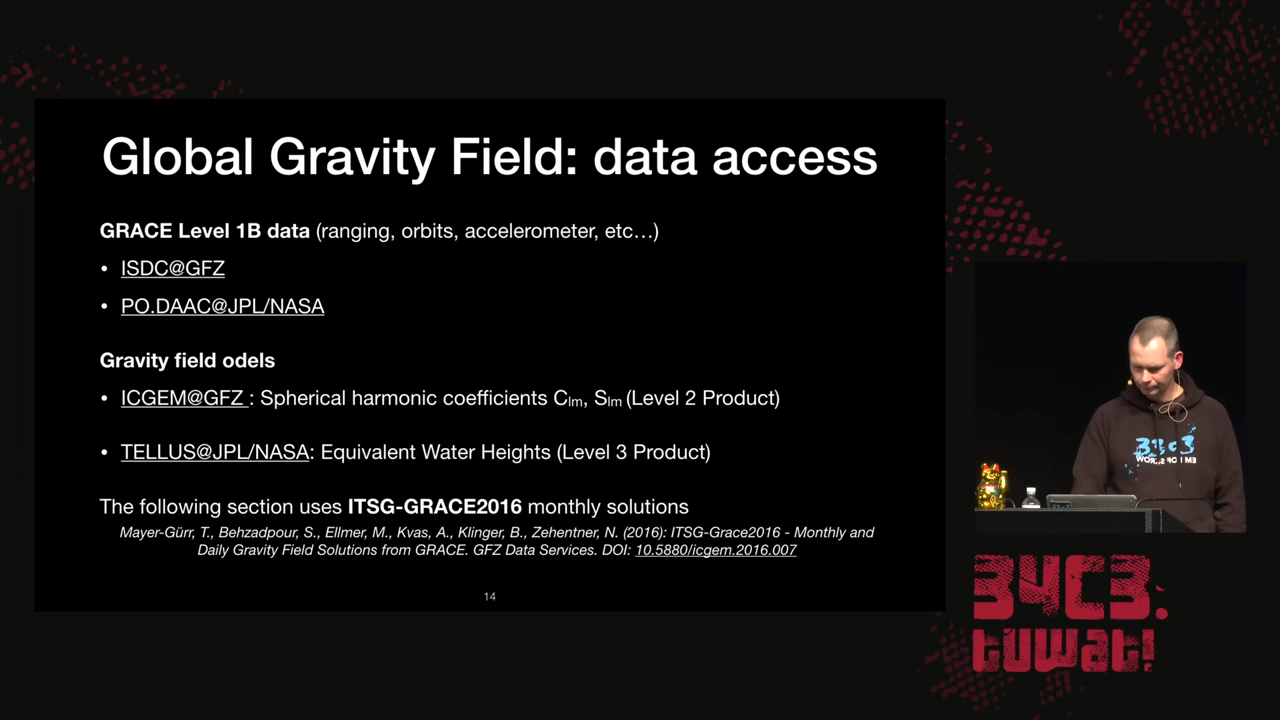 Global Gravity Field: data access
GRACE Level 1B data (ranging, orbits, accelerometer, etc…)
• ISDC@GFZ
• PO.DAAC@JPL/NASA
Gravity field odels
• ICGEM@GFZ : Spherical harmonic coefficients Clm, Slm (Level 2 Product)
• TELLUS@JPL/NASA: Equivalent Water Heights (Level 3 Product)
The following section uses ITSG-GRACE2016 monthly solutions
Mayer-Gürr, T., Behzadpour, S., Ellmer, M., Kvas, A., Klinger, B., Zehentner, N. (2016): ITSG-Grace2016 - Monthly and
Daily Gravity Field Solutions from GRACE. GFZ Data Services. DOI: 10.5880/icgem.2016.007
14
33c3
34C3.
tuwat!